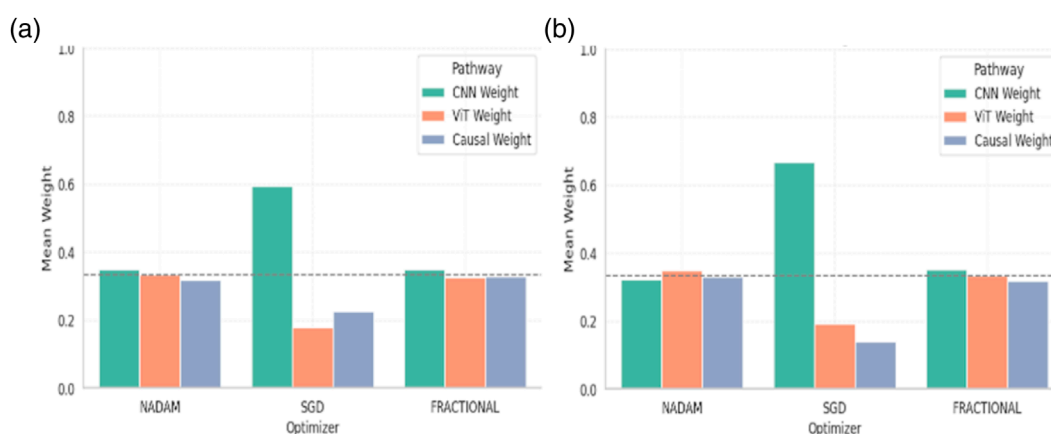 (a)
1.0
0.8
0.6
0.4
0.2
0.0
Mean Weight
Pathway
CNN Weight
ViT Weight
Causal Weight
NADAM
SGD
FRACTIONAL
Optimizer
(b)
1.0
0.8
0.6
0.4
0.2
0.0
Mean Weight
Pathway
CNN Weight
ViT Weight
Causal Weight
NADAM
SGD
FRACTIONAL
Optimizer